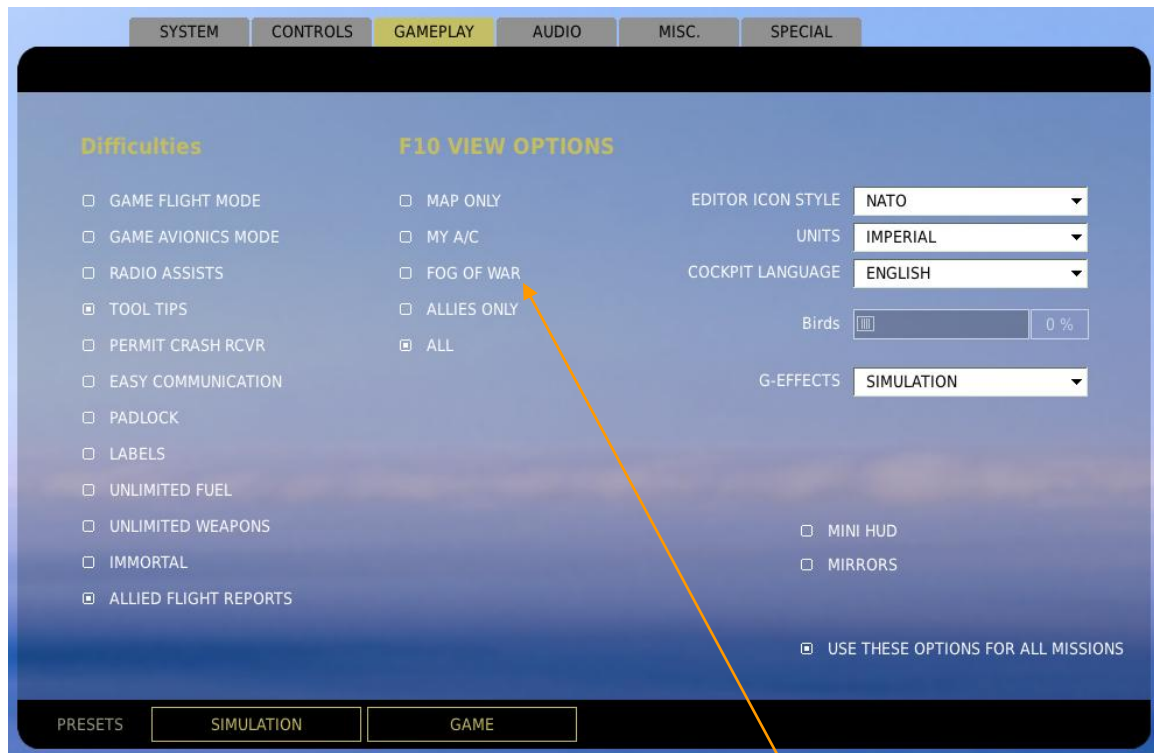 SYSTEM CONTROLS GAMEPLAY AUDIO MISC. SPECIAL
Difficulties
GAME FLIGHT MODE
GAME AVIONICS MODE
RADIO ASSISTS
TOOL TIPS
PERMIT CRASH RCVR
EASY COMMUNICATION
PADLOCK
LABELS
UNLIMITED FUEL
UNLIMITED WEAPONS
IMMORTAL
ALLIED FLIGHT REPORTS
F10 VIEW OPTIONS
MAP ONLY
MY A/C
FOG OF WAR
ALLIES ONLY
ALL
EDITOR ICON STYLE NATO
UNITS IMPERIAL
COCKPIT LANGUAGE ENGLISH
Birds 0 %
G-EFFECTS SIMULATION
MINI HUD
MIRRORS
USE THESE OPTIONS FOR ALL MISSIONS
PRESETS SIMULATION GAME